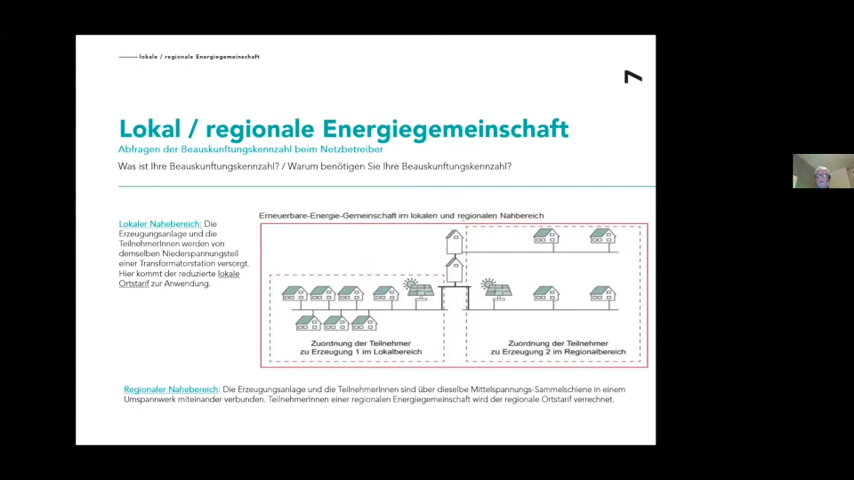 lokale / regionale Energiegemeinschaft
7
Lokal / regionale Energiegemeinschaft
Abfragen der Beauskunftungskennzahl beim Netzbetreiber
Was ist Ihre Beauskunftungskennzahl? / Warum benötigen Sie Ihre Beauskunftungskennzahl?
Lokaler Nahebereich: Die
Erzeugungsanlage und die
TeilnehmerInnen werden von
demselben Niederspannungsteil
einer Transformatorstation versorgt.
Hier kommt der reduzierte lokale
Ortstarif zur Anwendung.
Erneuerbare-Energie-Gemeinschaft im lokalen und regionalen Nahbereich
Zuordnung der Teilnehmer
zu Erzeugung 1 im Lokalbereich
Zuordnung der Teilnehmer
zu Erzeugung 2 im Regionalbereich
Regionaler Nahebereich: Die Erzeugungsanlage und die TeilnehmerInnen sind über dieselbe Mittelspannungs-Sammelschiene in einem
Umspannwerk miteinander verbunden. TeilnehmerInnen einer regionalen Energiegemeinschaft wird der regionale Ortstarif verrechnet.